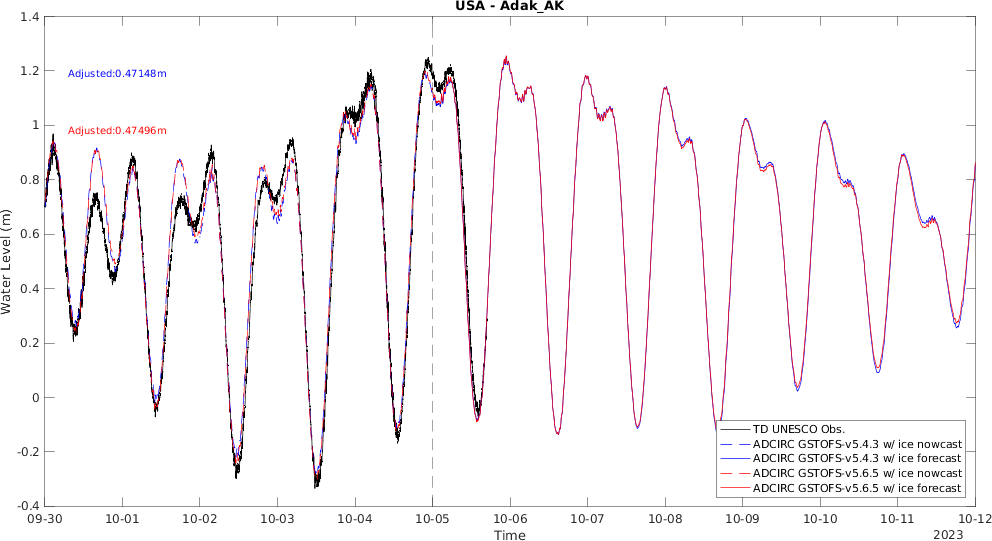 USA - Adak_AK
1.4
1.2
1
0.8
0.6
0.4
0.2
0
-0.2
-0.4
Water Level (m)
Adjusted:0.47148m
Adjusted:0.47496m
TD UNESCO Obs.
ADCIRC GSTOFS-v5.4.3 w/ ice nowcast
ADCIRC GSTOFS-v5.4.3 w/ ice forecast
ADCIRC GSTOFS-v5.6.5 w/ ice nowcast
ADCIRC GSTOFS-v5.6.5 w/ ice forecast
09-30 10-01 10-02 10-03 10-04 10-05 10-06 10-07 10-08 10-09 10-10 10-11 10-12
Time
2023